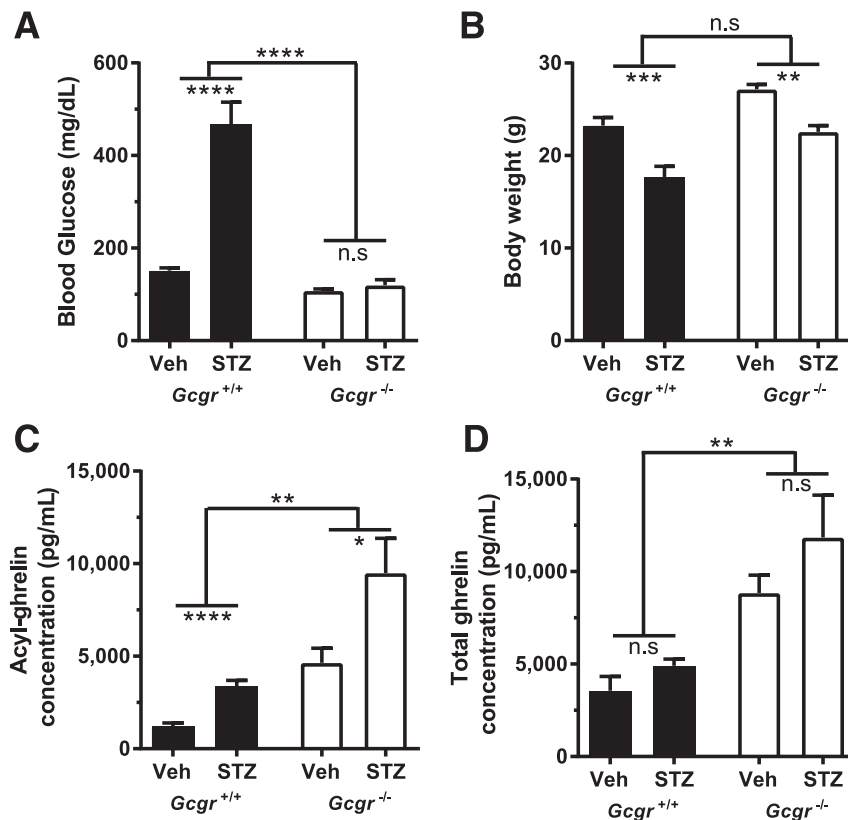 A
Blood Glucose (mg/dL)
600
400
200
0
****
****
n.s
Veh STZ Veh STZ
Gcgr +/+ Gcgr -/-
B
Body weight (g)
30
20
10
0
n.s
***
**
Veh STZ Veh STZ
Gcgr +/+ Gcgr -/-
C
Acyl-ghrelin
concentration (pg/mL)
15,000
10,000
5,000
0
**
*
****
Veh STZ Veh STZ
Gcgr +/+ Gcgr -/-
D
Total ghrelin
concentration (pg/mL)
15,000
10,000
5,000
0
**
n.s
n.s
Veh STZ Veh STZ
Gcgr +/+ Gcgr -/-